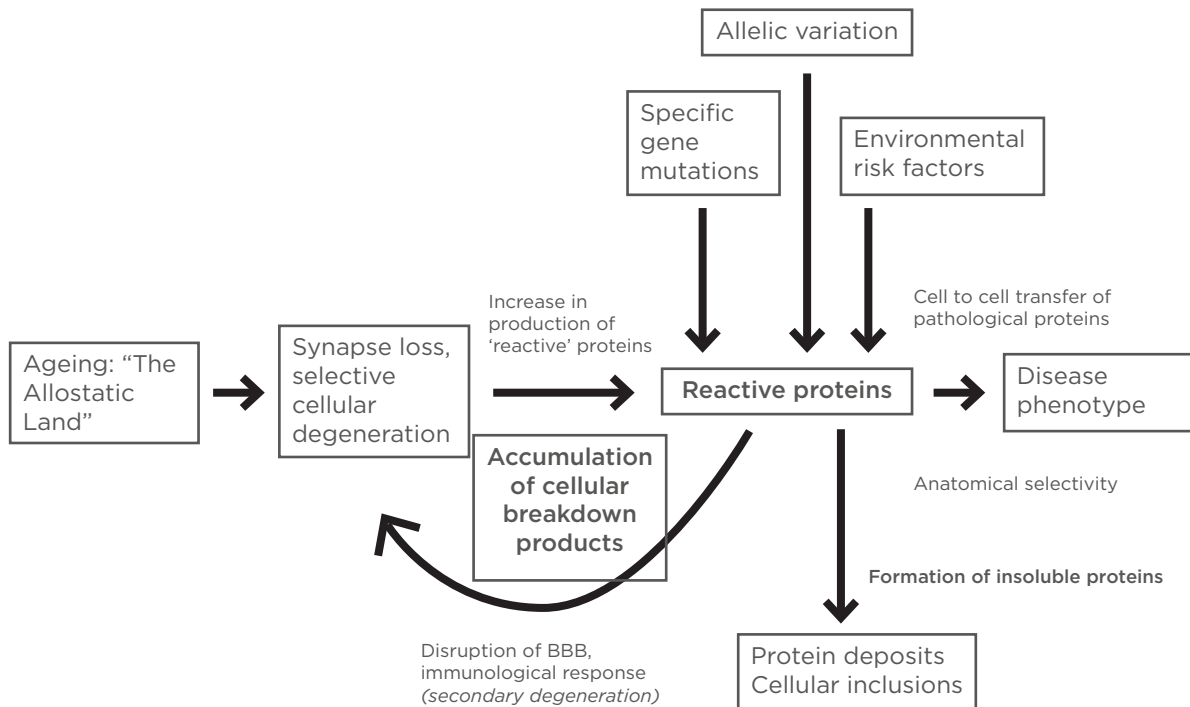 Allelic variation
Specific
gene
mutations
Environmental
risk factors
Increase in
production of
‘reactive’ proteins
Cell to cell transfer of
pathological proteins
Ageing: “The
Allostatic
Land”
Synapse loss,
selective
cellular
degeneration
Reactive proteins
Disease
phenotype
Accumulation
of cellular
breakdown
products
Anatomical selectivity
Formation of insoluble proteins
Disruption of BBB,
immunological response
(secondary degeneration)
Protein deposits
Cellular inclusions